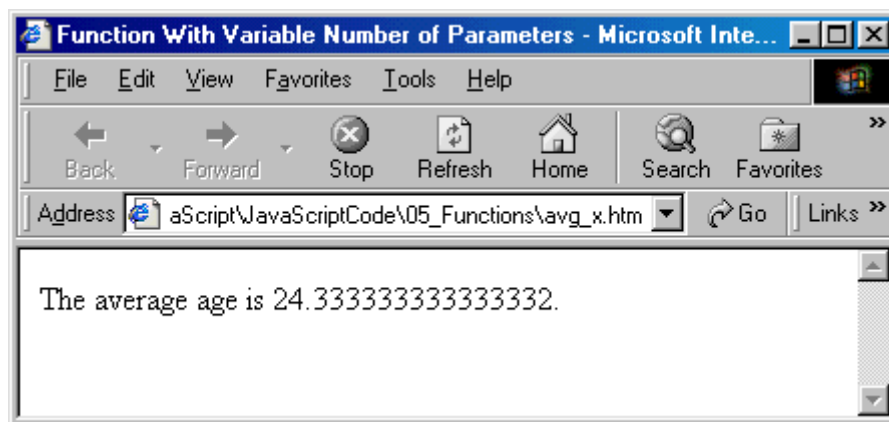 Function With Variable Number of Parameters - Microsoft Inte...
File Edit View Favorites Tools Help
Back Forward Stop Refresh Home Search Favorites »
Address aScript\JavaScriptCode\05_Functions\avg_x.htm Go Links »
The average age is 24.333333333333332.